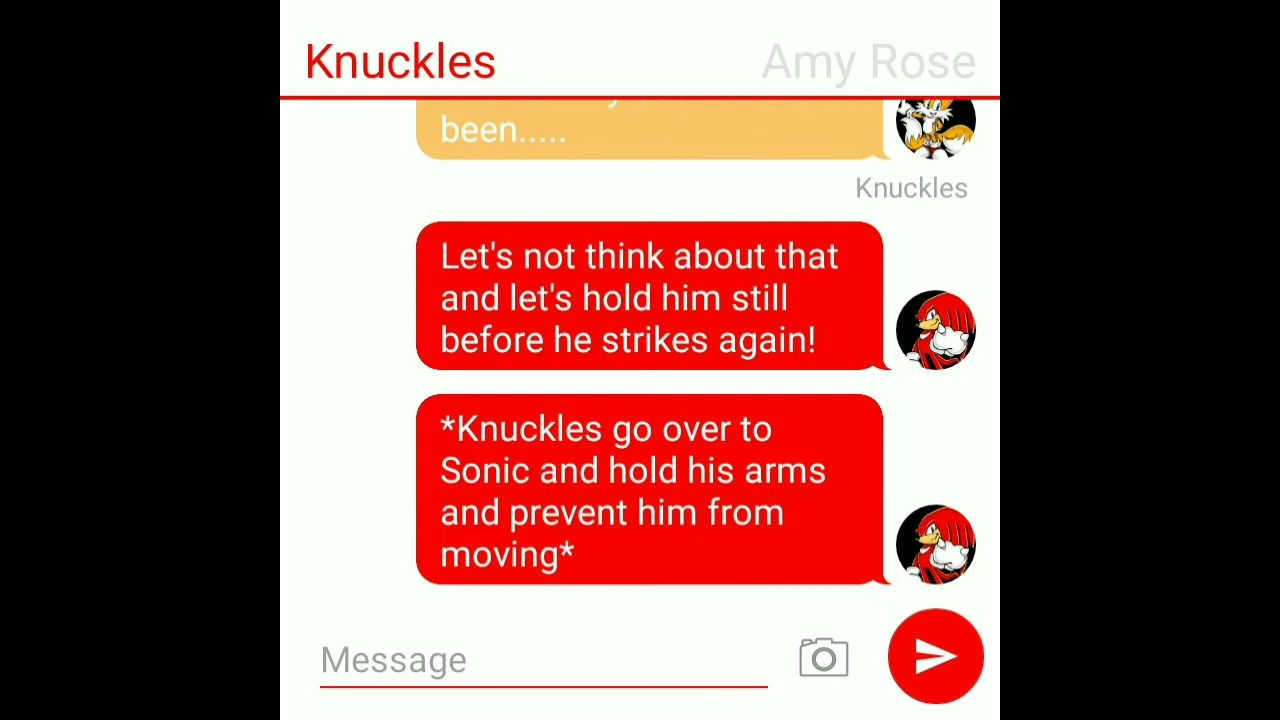 Knuckles Amy Rose
been.....
Knuckles
Let's not think about that
and let's hold him still
before he strikes again!
*Knuckles go over to
Sonic and hold his arms
and prevent him from
moving*
Message